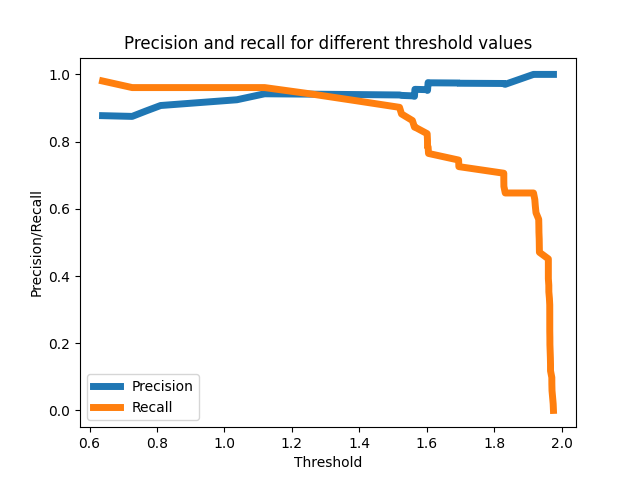 Precision and recall for different threshold values
Precision/Recall
1.0
0.8
0.6
0.4
0.2
0.0
Precision
Recall
0.6 0.8 1.0 1.2 1.4 1.6 1.8 2.0
Threshold